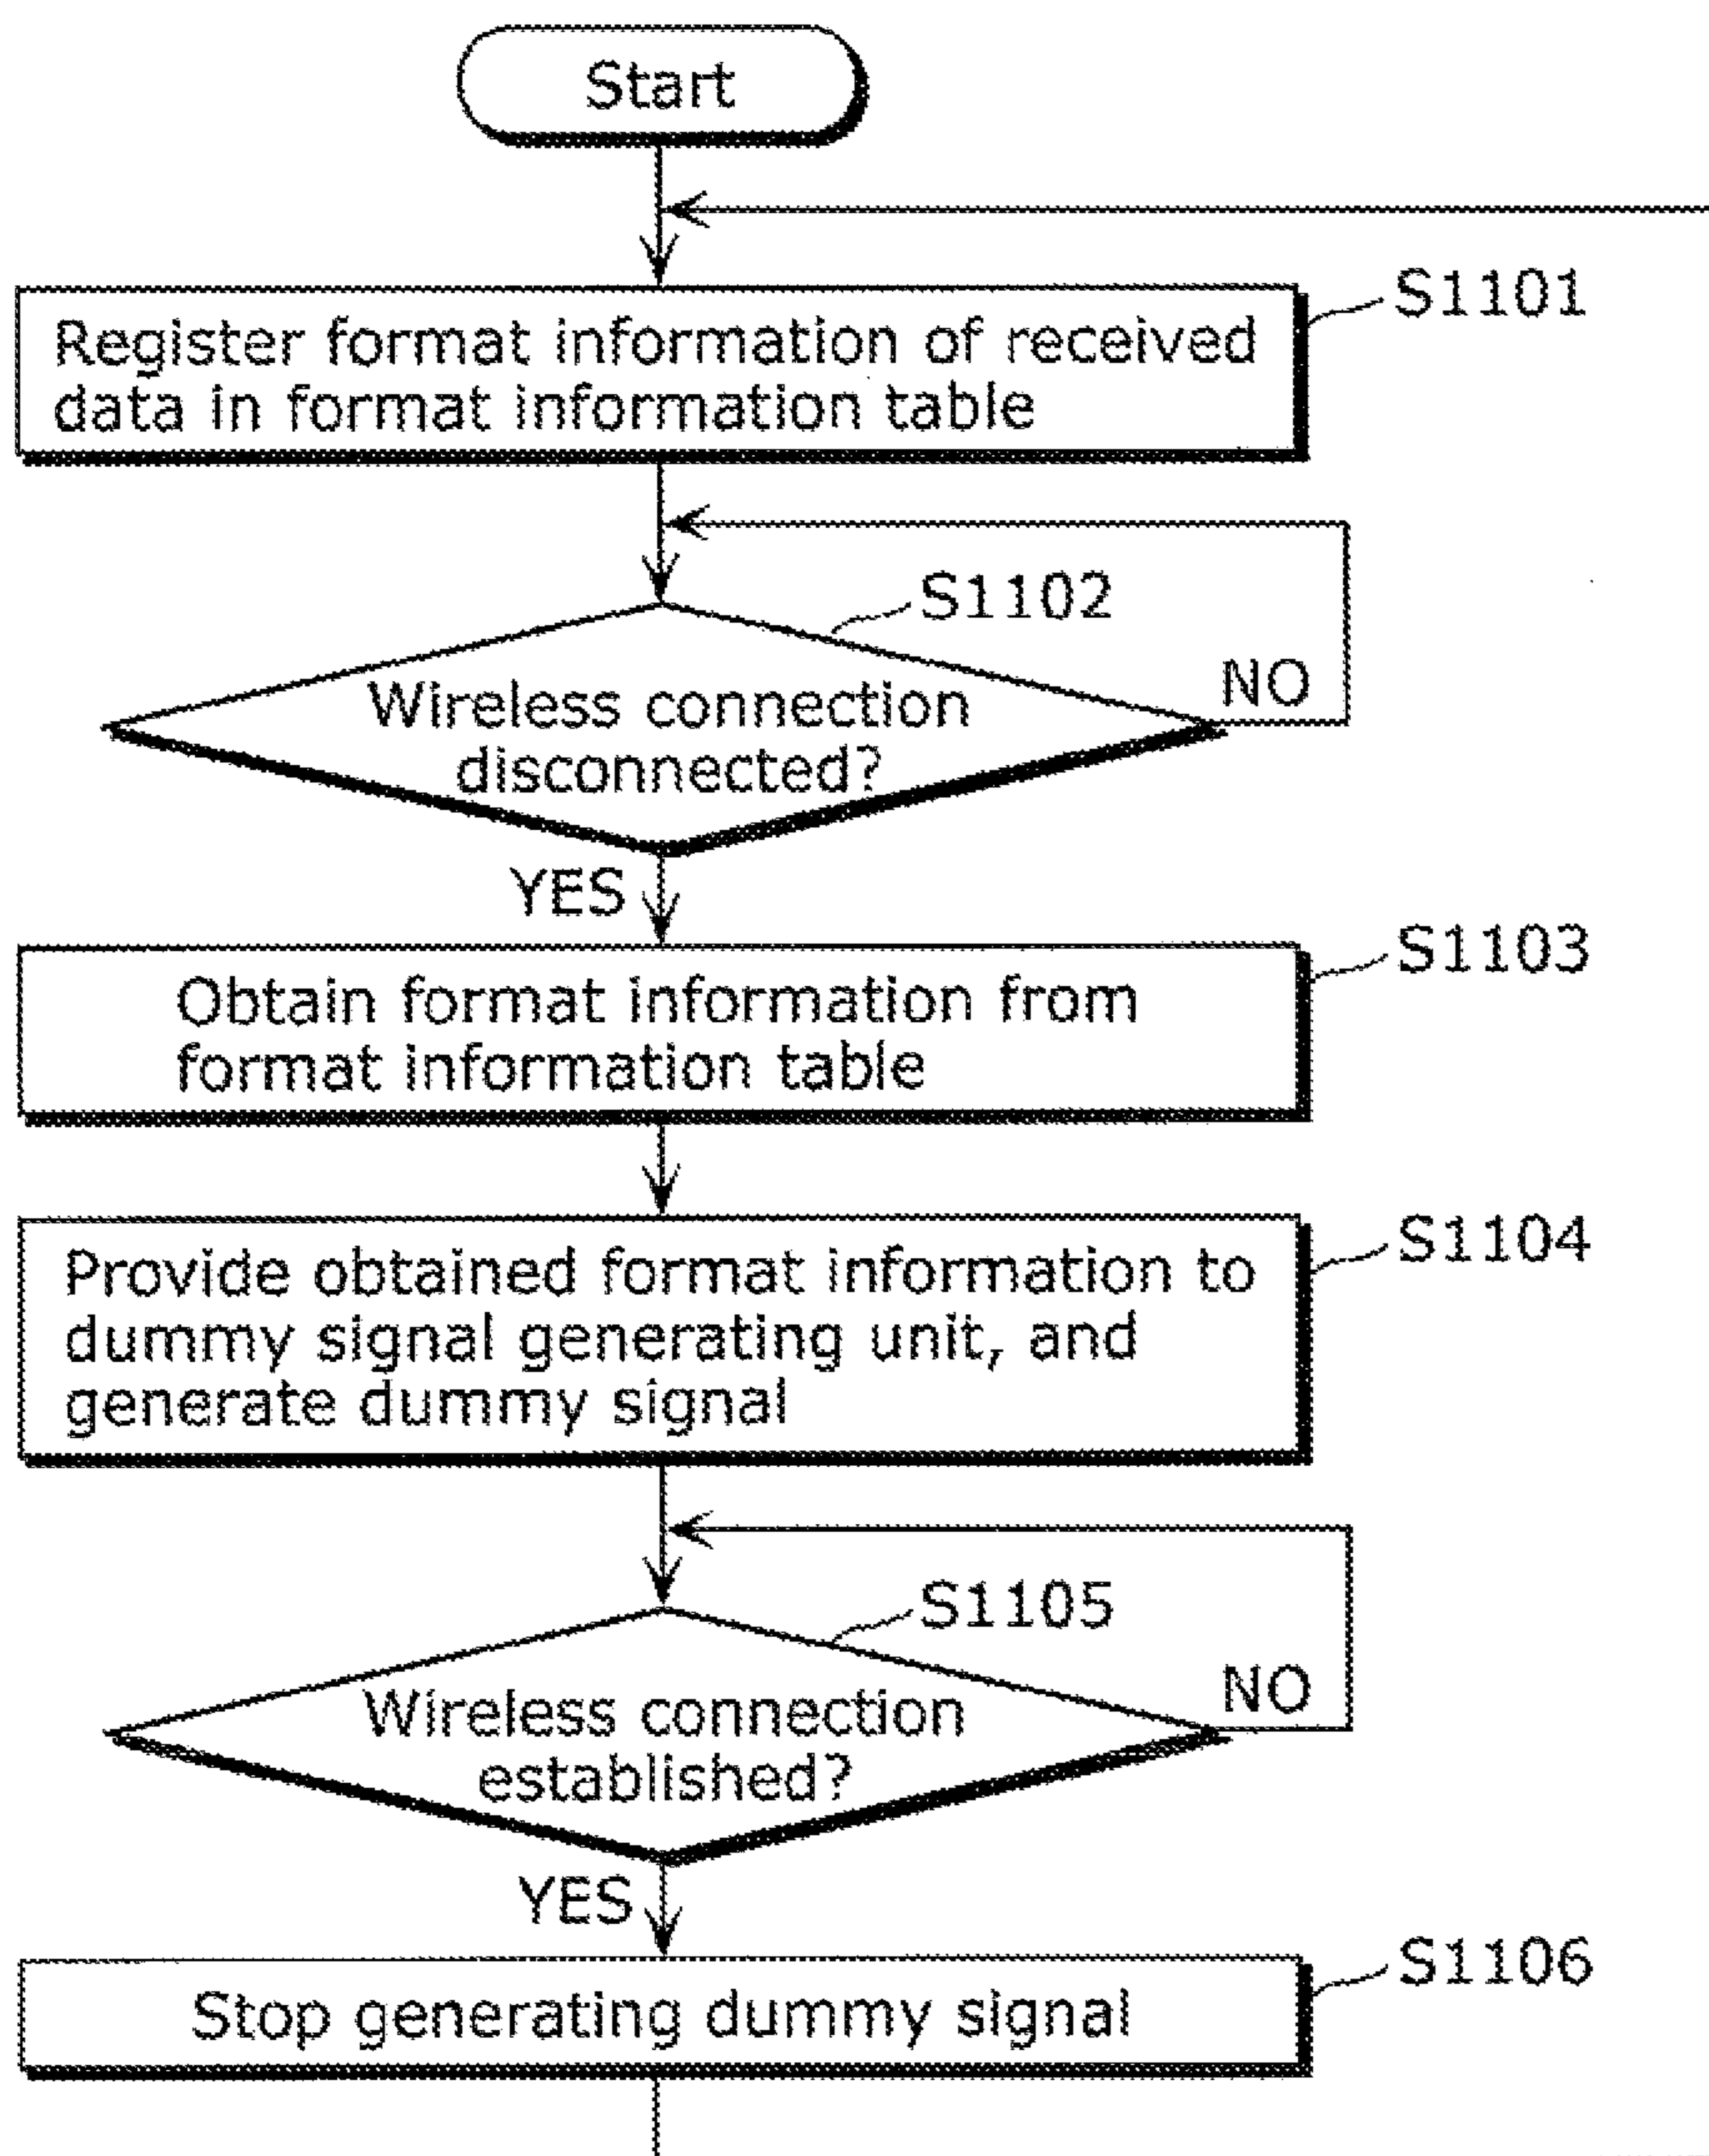 Start
S1101
Register format information of received
data in format information table
S1102
NO
Wireless connection
disconnected?
YES
S1103
Obtain format information from
format information table
S1104
Provide obtained format information to
dummy signal generating unit, and
generate dummy signal
S1105
NO
Wireless connection
established?
YES
S1106
Stop generating dummy signal